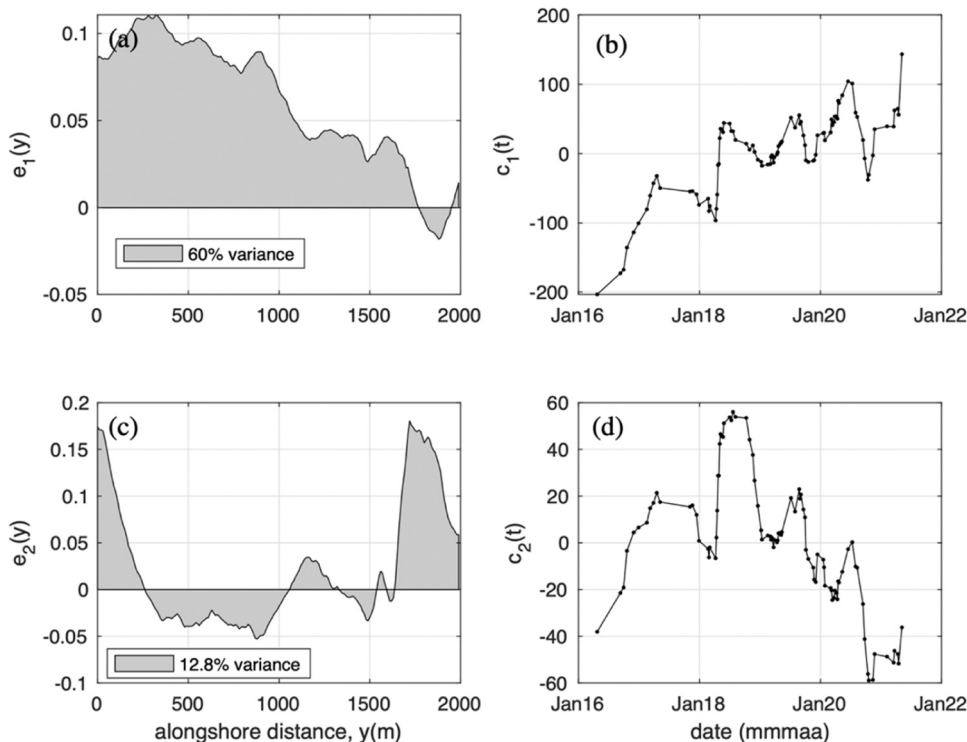 (a)
0.1
0.05
0
-0.05
e1(y)
60% variance
0 500 1000 1500 2000
(b)
200
100
0
-100
-200
c1(t)
Jan16 Jan18 Jan20 Jan22
(c)
0.2
0.15
0.1
0.05
0
-0.05
-0.1
e2(y)
12.8% variance
0 500 1000 1500 2000
alongshore distance, y(m)
(d)
60
40
20
0
-20
-40
-60
c2(t)
Jan16 Jan18 Jan20 Jan22
date (mmmaa)